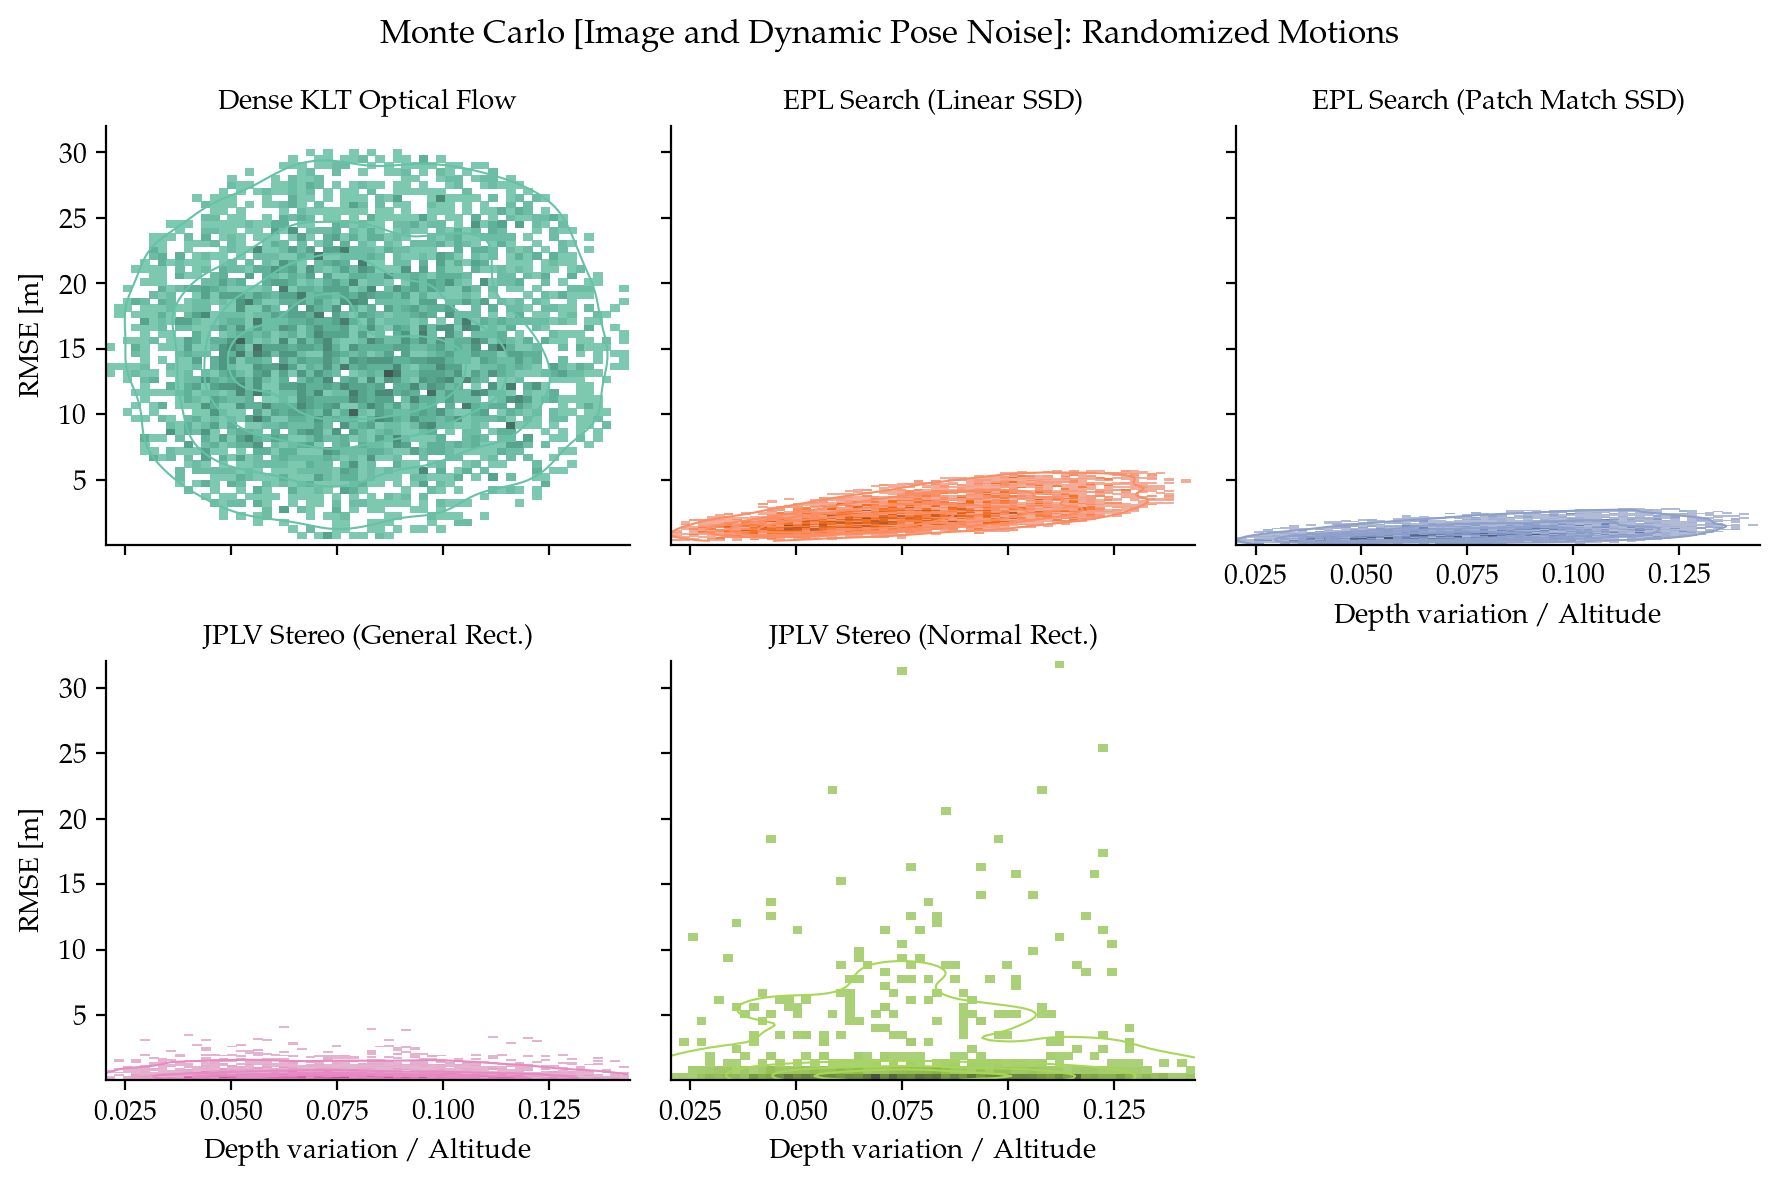 Monte Carlo [Image and Dynamic Pose Noise]: Randomized Motions
Dense KLT Optical Flow
EPL Search (Linear SSD)
EPL Search (Patch Match SSD)
RMSE [m]
30
25
20
15
10
5
0.025 0.050 0.075 0.100 0.125
Depth variation / Altitude
JPLV Stereo (General Rect.)
JPLV Stereo (Normal Rect.)
RMSE [m]
30
25
20
15
10
5
0.025 0.050 0.075 0.100 0.125
0.025 0.050 0.075 0.100 0.125
Depth variation / Altitude
Depth variation / Altitude